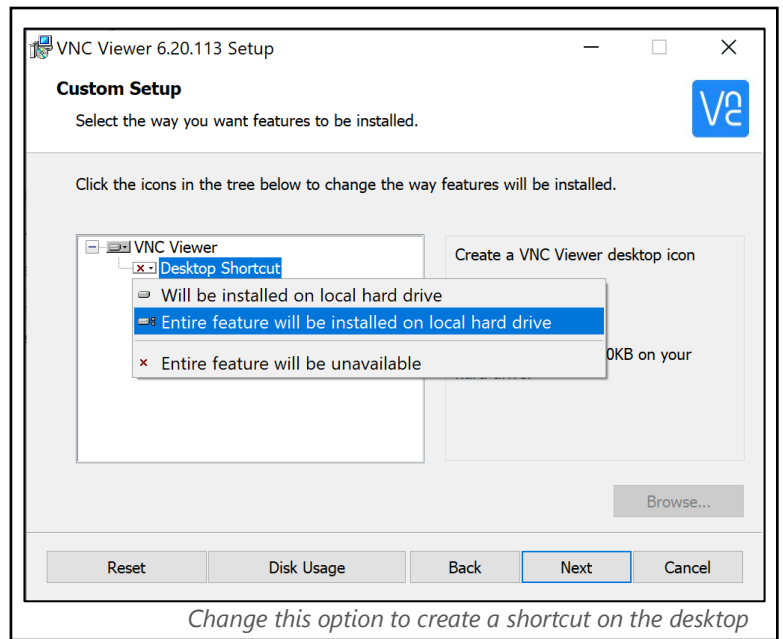 VNC Viewer 6.20.113 Setup
Custom Setup
Select the way you want features to be installed.
VNC
Click the icons in the tree below to change the way features will be installed.
VNC Viewer
Desktop Shortcut
Create a VNC Viewer desktop icon
Will be installed on local hard drive
Entire feature will be installed on local hard drive
Entire feature will be unavailable
0KB on your
Browse...
Reset
Disk Usage
Back
Next
Cancel
Change this option to create a shortcut on the desktop